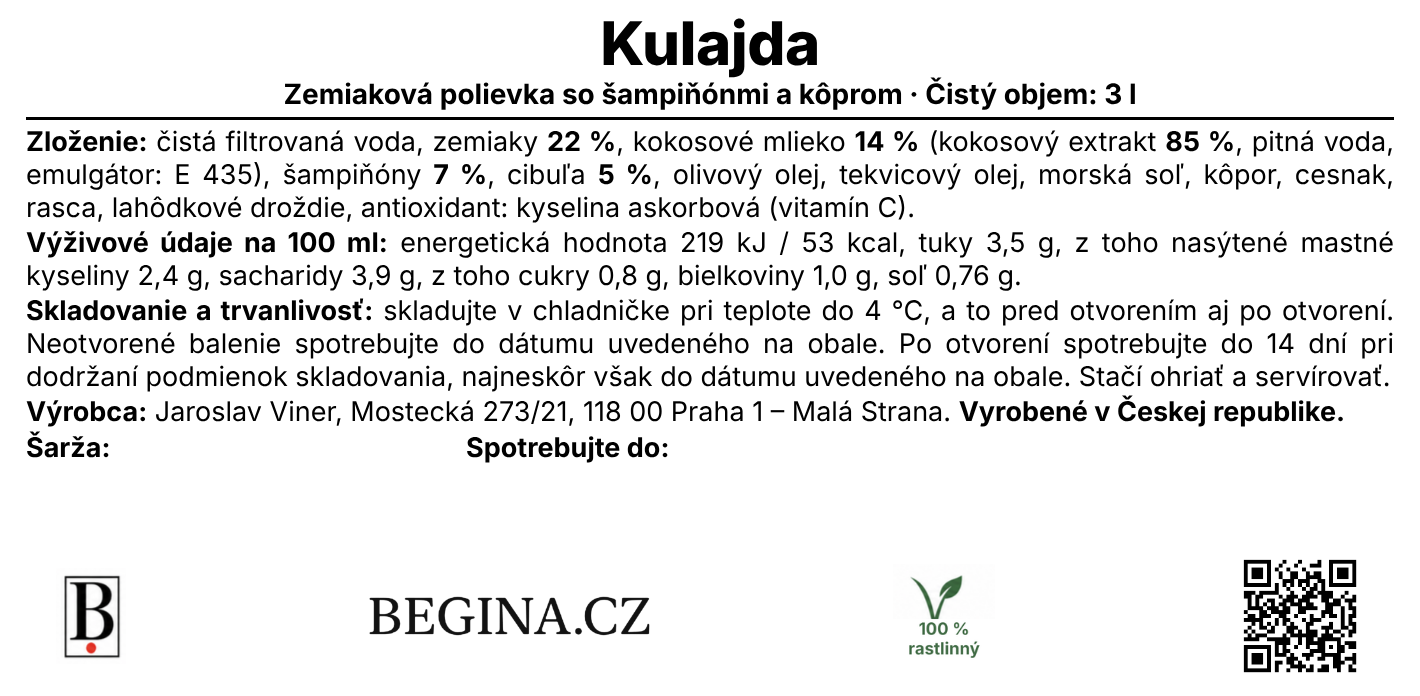 Kulajda
Zemiaková polievka so šampiňónmi a kôprom · Čistý objem: 3 l
Zloženie: čistá filtrovaná voda, zemiaky 22 %, kokosové mlieko 14 % (kokosový extrakt 85 %, pitná voda,
emulgátor: E 435), šampiňóny 7 %, cibuľa 5 %, olivový olej, tekvicový olej, morská soľ, kôpor, cesnak,
rasca, lahôdkové droždie, antioxidant: kyselina askorbová (vitamín C).
Výživové údaje na 100 ml: energetická hodnota 219 kJ / 53 kcal, tuky 3,5 g, z toho nasýtené mastné
kyseliny 2,4 g, sacharidy 3,9 g, z toho cukry 0,8 g, bielkoviny 1,0 g, soľ 0,76 g.
Skladovanie a trvanlivosť: skladujte v chladničke pri teplote do 4 °C, a to pred otvorením aj po otvorení.
Neotvorené balenie spotrebujte do dátumu uvedeného na obale. Po otvorení spotrebujte do 14 dní pri
dodržaní podmienok skladovania, najneskôr však do dátumu uvedeného na obale. Stačí ohriať a servírovať.
Výrobca: Jaroslav Viner, Mostecká 273/21, 118 00 Praha 1 – Malá Strana. Vyrobené v Českej republike.
Šarža: Spotrebujte do:
B
BEGINA.CZ
100 %
rastlinný